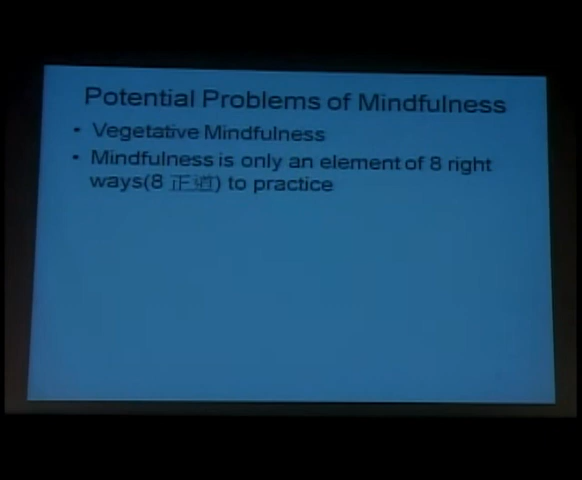 Potential Problems of Mindfulness
• Vegetative Mindfulness
• Mindfulness is only an element of 8 right
ways(8 正道) to practice